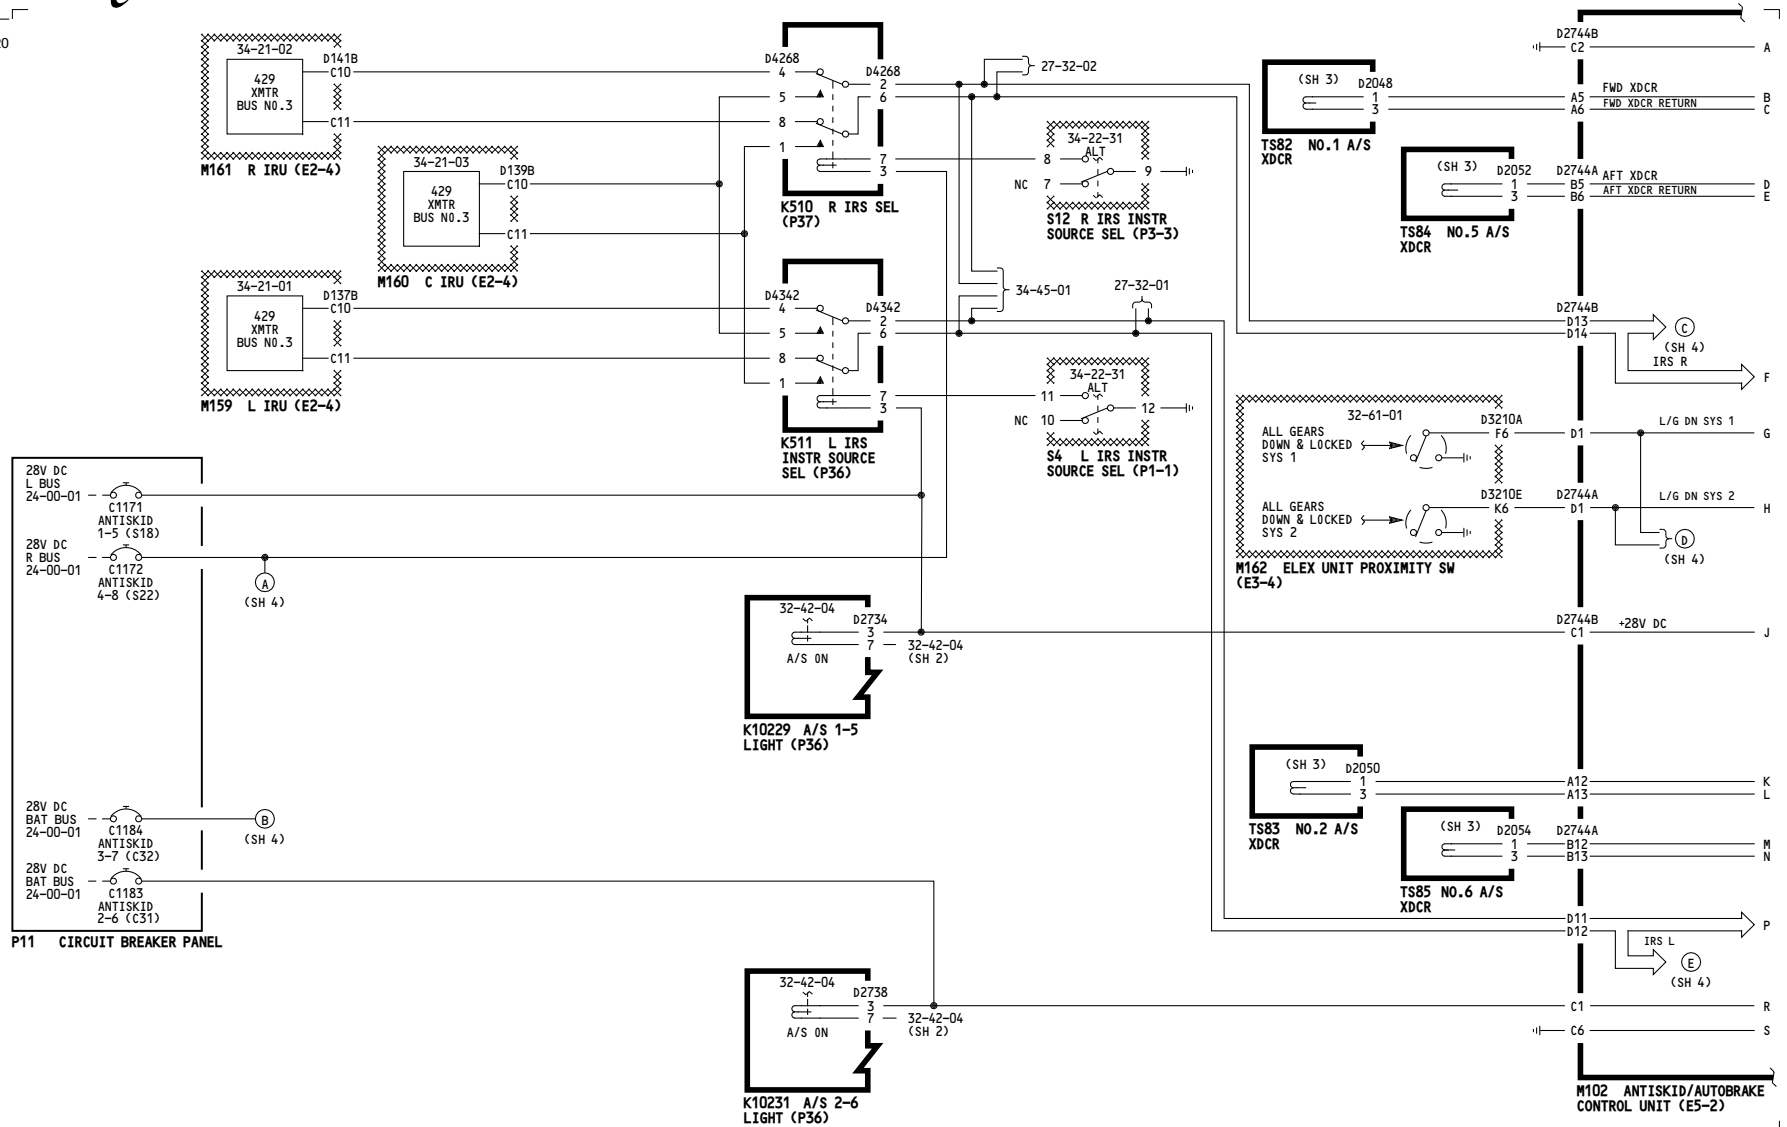 20
34-21-02
429
XMTR
BUS NO.3
D141B
C10
C11
M161 R IRU (E2-4)
34-21-03
429
XMTR
BUS NO.3
D139B
C10
C11
M160 C IRU (E2-4)
34-21-01
429
XMTR
BUS NO.3
D137B
C10
C11
M159 L IRU (E2-4)
D4268
4
5
8
1
D4268
2
6
7
3
K510 R IRS SEL
(P37)
27-32-02
34-22-31
ALT
8
NC 7
9
S12 R IRS INSTR
SOURCE SEL (P3-3)
D4342
4
5
8
1
D4342
2
6
7
3
K511 L IRS
INSTR SOURCE
SEL (P36)
34-45-01
27-32-01
34-22-31
ALT
11
NC 10
12
S4 L IRS INSTR
SOURCE SEL (P1-1)
28V DC
L BUS
24-00-01
C1171
ANTISKID
1-5 (S18)
28V DC
R BUS
24-00-01
C1172
ANTISKID
4-8 (S22)
A
(SH 4)
28V DC
BAT BUS
24-00-01
C1184
ANTISKID
3-7 (C32)
B
(SH 4)
28V DC
BAT BUS
24-00-01
C1183
ANTISKID
2-6 (C31)
P11 CIRCUIT BREAKER PANEL
32-42-04
A/S ON
D2734
3
7
32-42-04
(SH 2)
K10229 A/S 1-5
LIGHT (P36)
32-42-04
A/S ON
D2738
3
7
32-42-04
(SH 2)
K10231 A/S 2-6
LIGHT (P36)
(SH 3)
D2048
1
3
TS82 NO.1 A/S
XDCR
(SH 3)
D2052
1
3
TS84 NO.5 A/S
XDCR
32-61-01
ALL GEARS
DOWN & LOCKED
SYS 1
D3210A
F6
ALL GEARS
DOWN & LOCKED
SYS 2
D3210E
K6
M162 ELEX UNIT PROXIMITY SW
(E3-4)
(SH 3)
D2050
1
3
TS83 NO.2 A/S
XDCR
(SH 3)
D2054
1
3
TS85 NO.6 A/S
XDCR
D2744B
C2
A
A5
FWD XDCR
B
A6
FWD XDCR RETURN
C
D2744A
B5
AFT XDCR
D
B6
AFT XDCR RETURN
E
D2744B
D13
D14
C
(SH 4)
IRS R
F
D1
L/G DN SYS 1
G
D2744A
D1
L/G DN SYS 2
H
D
(SH 4)
D2744B
C1
+28V DC
J
A12
K
A13
L
D2744A
B12
M
B13
N
D11
D12
P
IRS L
E
(SH 4)
C1
R
C6
S
M102 ANTISKID/AUTOBRAKE
CONTROL UNIT (E5-2)